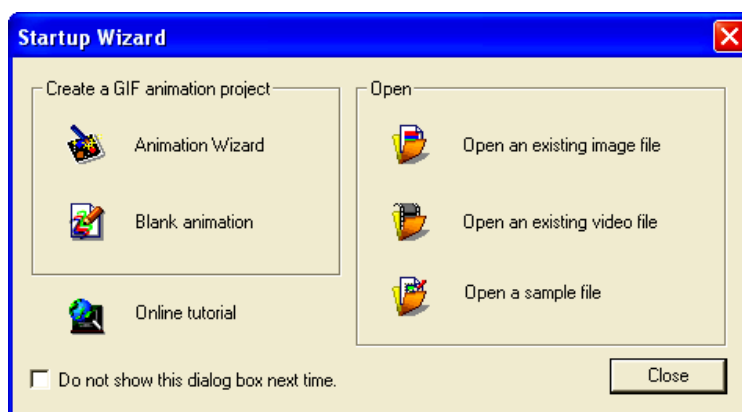 Startup Wizard
Create a GIF animation project
Animation Wizard
Blank animation
Online tutorial
Open
Open an existing image file
Open an existing video file
Open a sample file
Do not show this dialog box next time.
Close